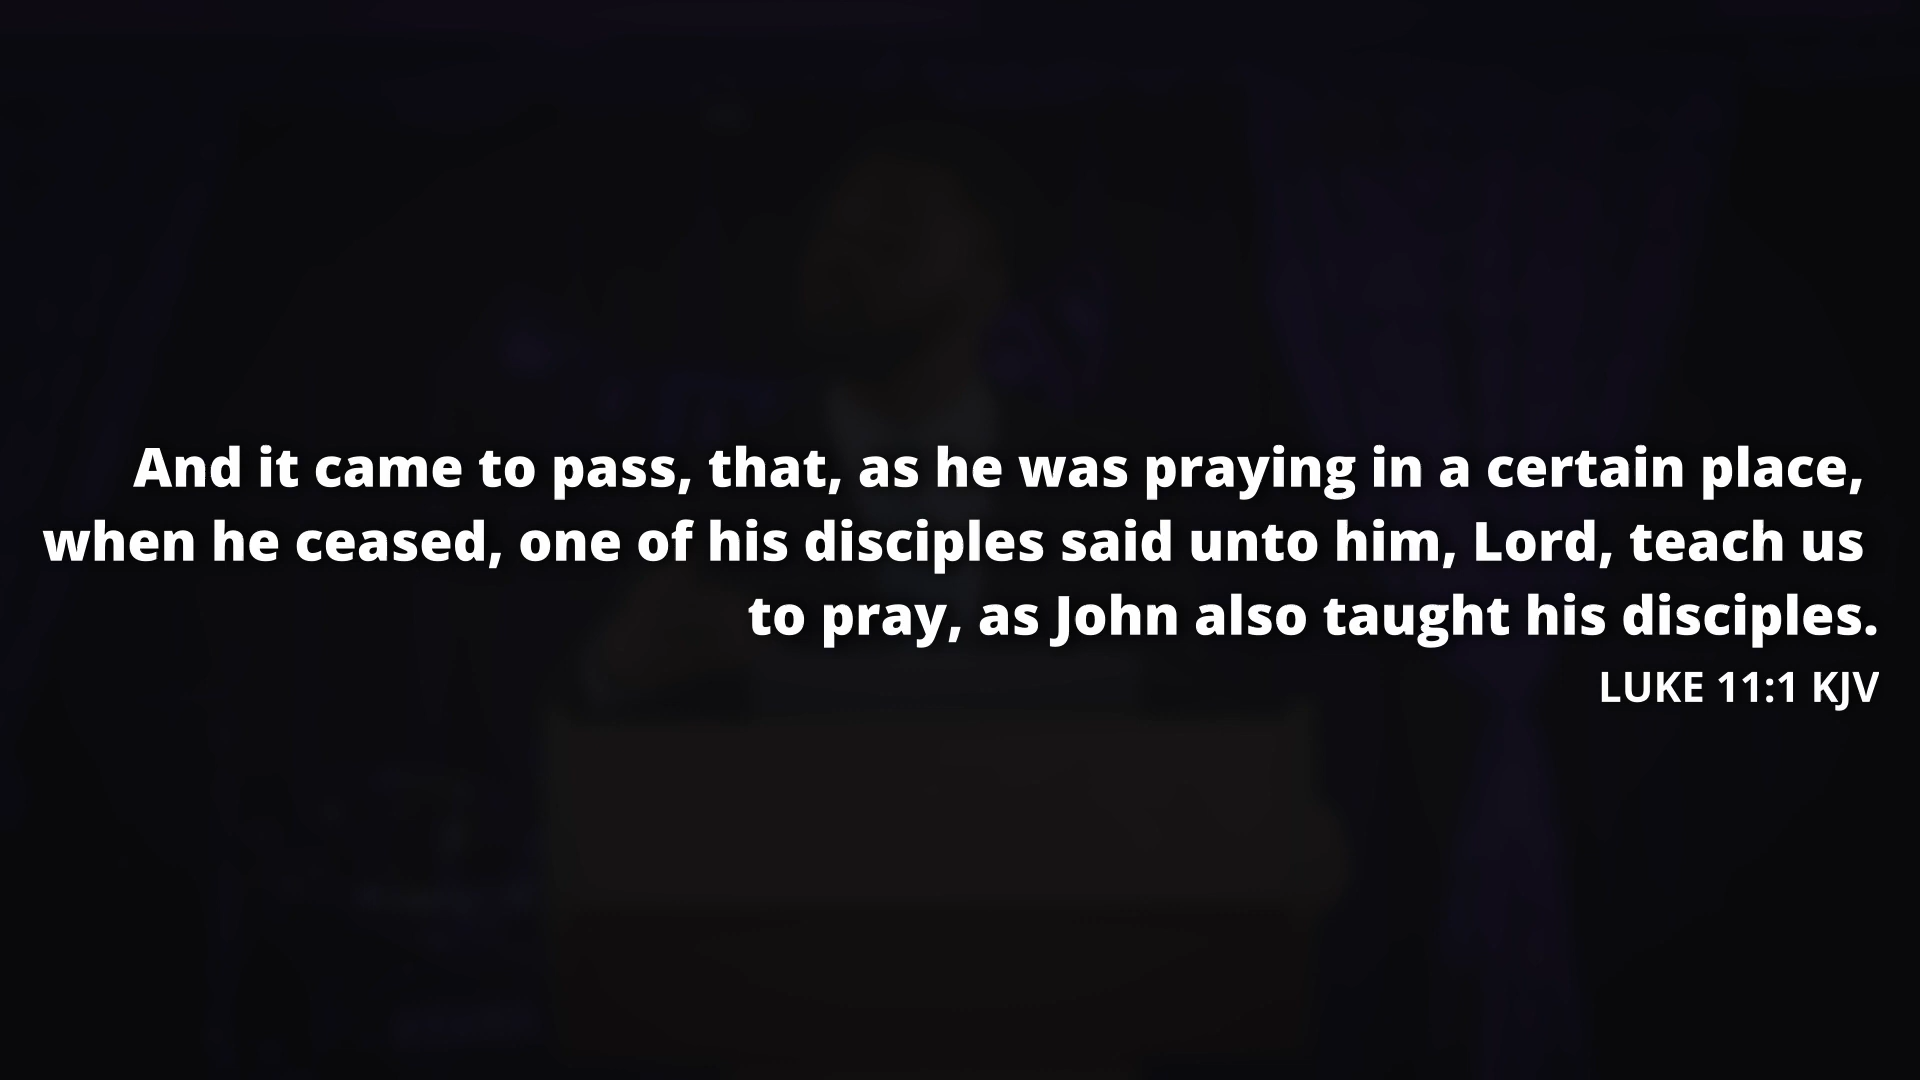 And it came to pass, that, as he was praying in a certain place,
when he ceased, one of his disciples said unto him, Lord, teach us
to pray, as John also taught his disciples.
LUKE 11:1 KJV